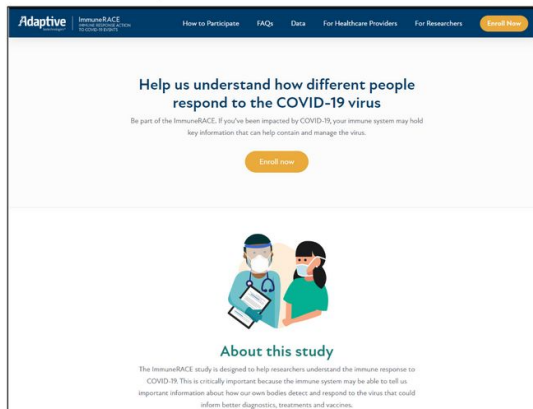 Adaptive
ImmuneRACE
IMMUNE RESPONSE ACTION
TO COVID-19 EVENTS
How to Participate
FAQs
Data
For Healthcare Providers
For Researchers
Enroll Now
Help us understand how different people
respond to the COVID-19 virus
Be part of the ImmuneRACE. If you've been impacted by COVID-19, your immune system may hold
key information that can help contain and manage the virus.
Enroll now
About this study
The ImmuneRACE study is designed to help researchers understand the immune response to
COVID-19. This is critically important because the immune system may be able to tell us
important information about how our own bodies detect and respond to the virus that could
inform better diagnostics, treatments and vaccines.